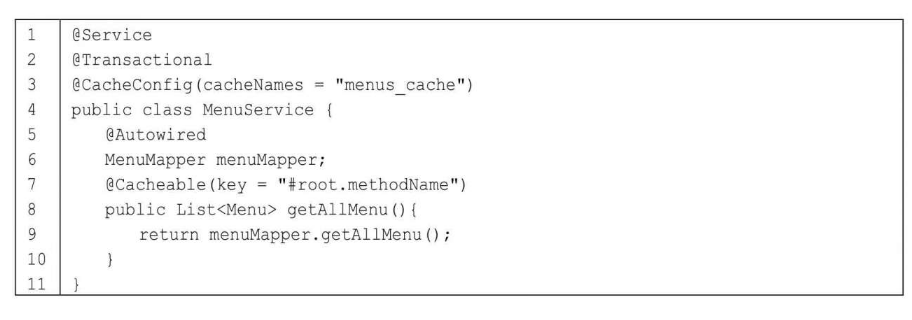 1 @Service
2 @Transactional
3 @CacheConfig(cacheNames = "menus_cache")
4 public class MenuService {
5 @Autowired
6 MenuMapper menuMapper;
7 @Cacheable(key = "#root.methodName")
8 public List<Menu> getAllMenu(){
9 return menuMapper.getAllMenu();
10 }
11 }